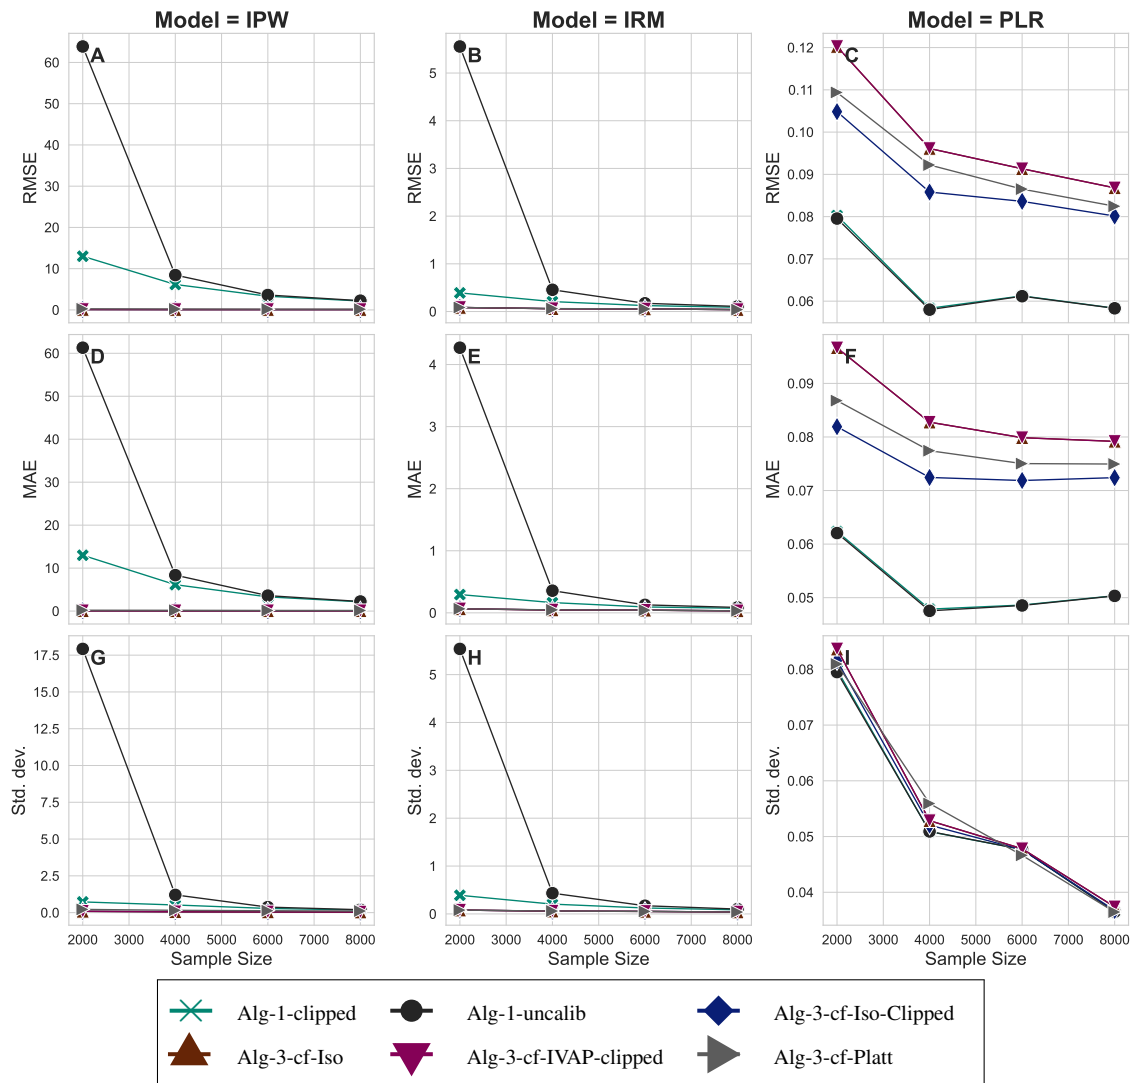 Model = IPW
Model = IRM
Model = PLR
A
60
50
40
30
20
10
0
RMSE
B
5
4
3
2
1
0
RMSE
C
0.12
0.11
0.10
0.09
0.08
0.07
0.06
RMSE
D
60
50
40
30
20
10
0
MAE
E
4
3
2
1
0
MAE
F
0.09
0.08
0.07
0.06
0.05
MAE
G
17.5
15.0
12.5
10.0
7.5
5.0
2.5
0.0
Std. dev.
2000 3000 4000 5000 6000 7000 8000
Sample Size
H
5
4
3
2
1
0
Std. dev.
2000 3000 4000 5000 6000 7000 8000
Sample Size
I
0.08
0.07
0.06
0.05
0.04
Std. dev.
2000 3000 4000 5000 6000 7000 8000
Sample Size
Alg-1-clipped
Alg-1-uncalib
Alg-3-cf-Iso-Clipped
Alg-3-cf-Iso
Alg-3-cf-IVAP-clipped
Alg-3-cf-Platt